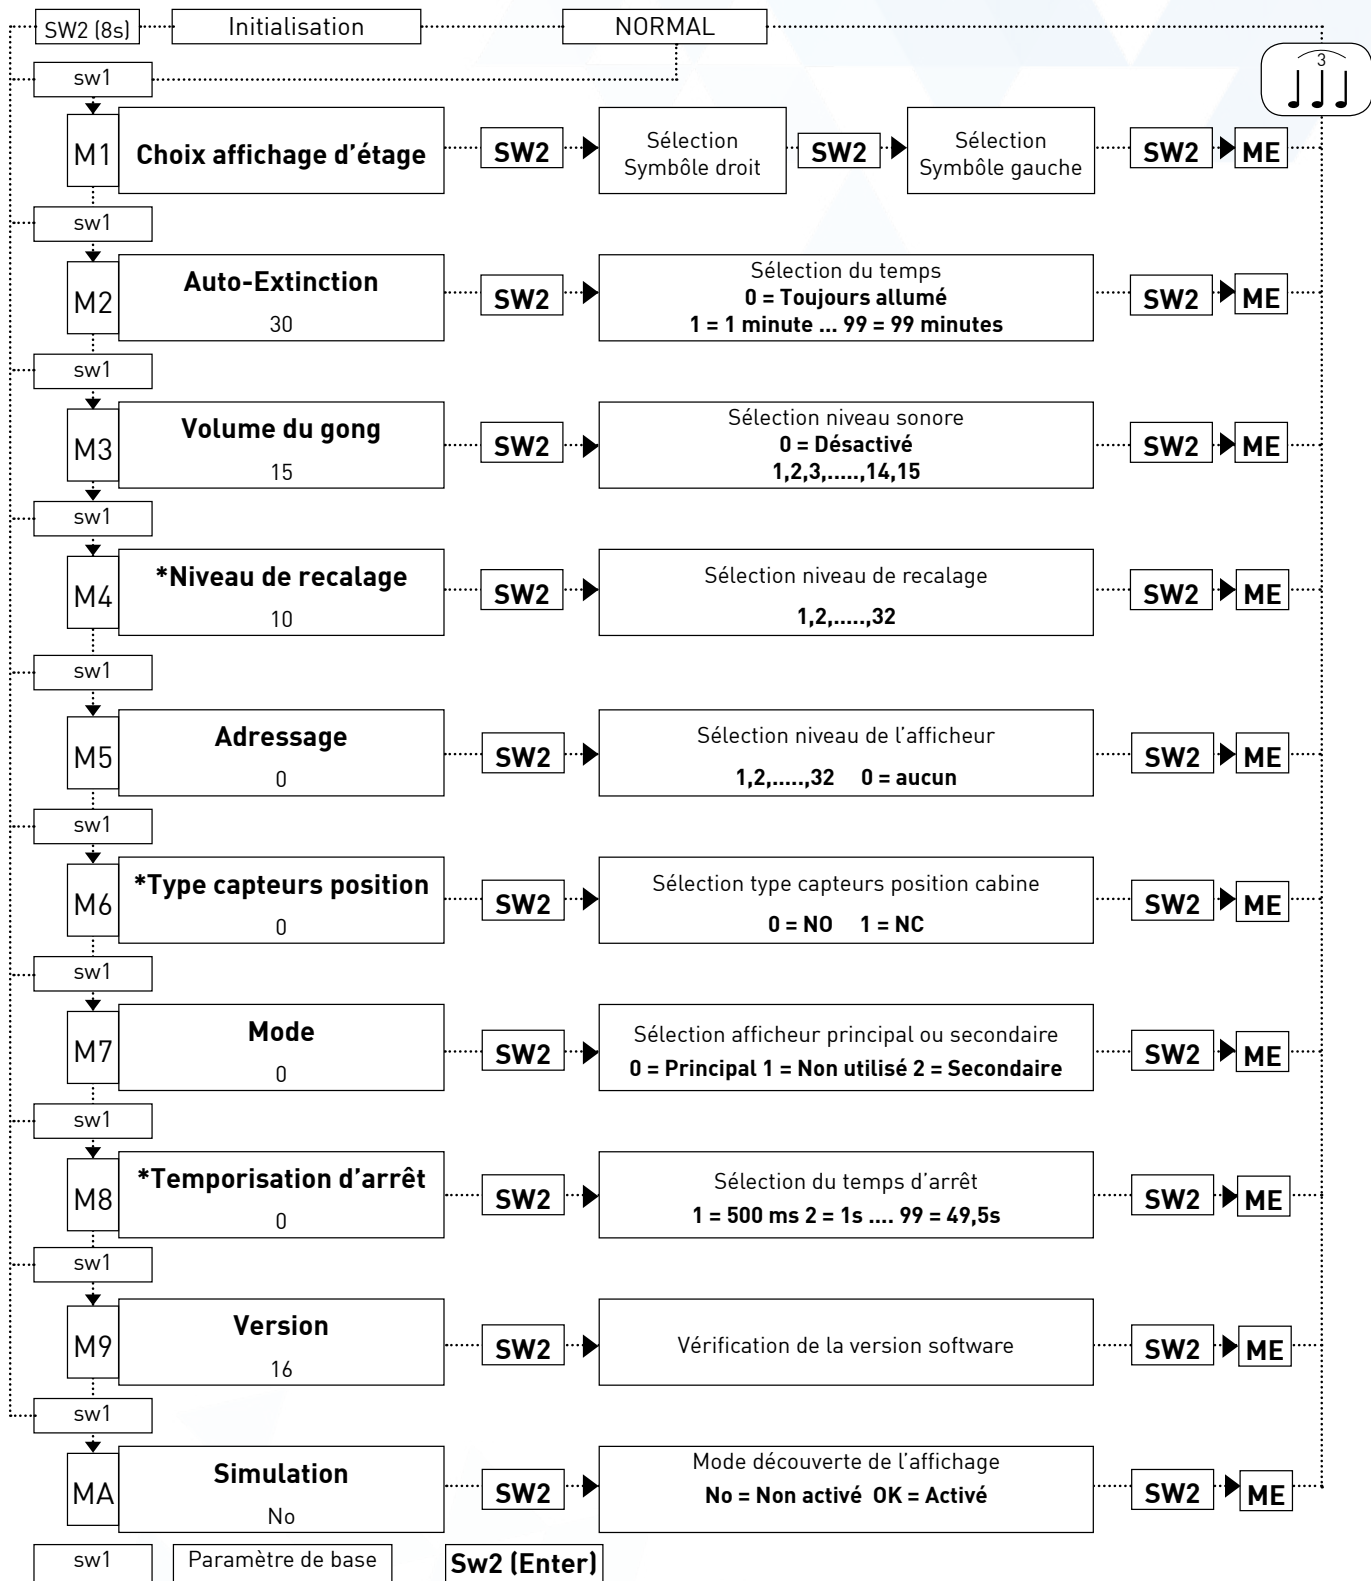 SW2 (8s) Initialisation NORMAL
3
sw1
M1 Choix affichage d'étage SW2 Sélection SW2 Sélection SW2 ME
Symbôle droit Symbôle gauche
sw1
M2 Auto-Extinction SW2 Sélection du temps SW2 ME
30 0 = Toujours allumé
1 = 1 minute ... 99 = 99 minutes
sw1
M3 Volume du gong SW2 Sélection niveau sonore SW2 ME
15 0 = Désactivé
1,2,3,.....,14,15
sw1
M4 *Niveau de recalage SW2 Sélection niveau de recalage SW2 ME
10 1,2,.....,32
sw1
M5 Adressage SW2 Sélection niveau de l'afficheur SW2 ME
0 1,2,.....,32 0 = aucun
sw1
M6 *Type capteurs position SW2 Sélection type capteurs position cabine SW2 ME
0 0 = NO 1 = NC
sw1
M7 Mode SW2 Sélection afficheur principal ou secondaire SW2 ME
0 0 = Principal 1 = Non utilisé 2 = Secondaire
sw1
M8 *Temporisation d'arrêt SW2 Sélection du temps d'arrêt SW2 ME
0 1 = 500 ms 2 = 1s .... 99 = 49,5s
sw1
M9 Version SW2 Vérification de la version software SW2 ME
16
sw1
MA Simulation SW2 Mode découverte de l'affichage SW2 ME
No No = Non activé OK = Activé
sw1 Paramètre de base Sw2 (Enter)